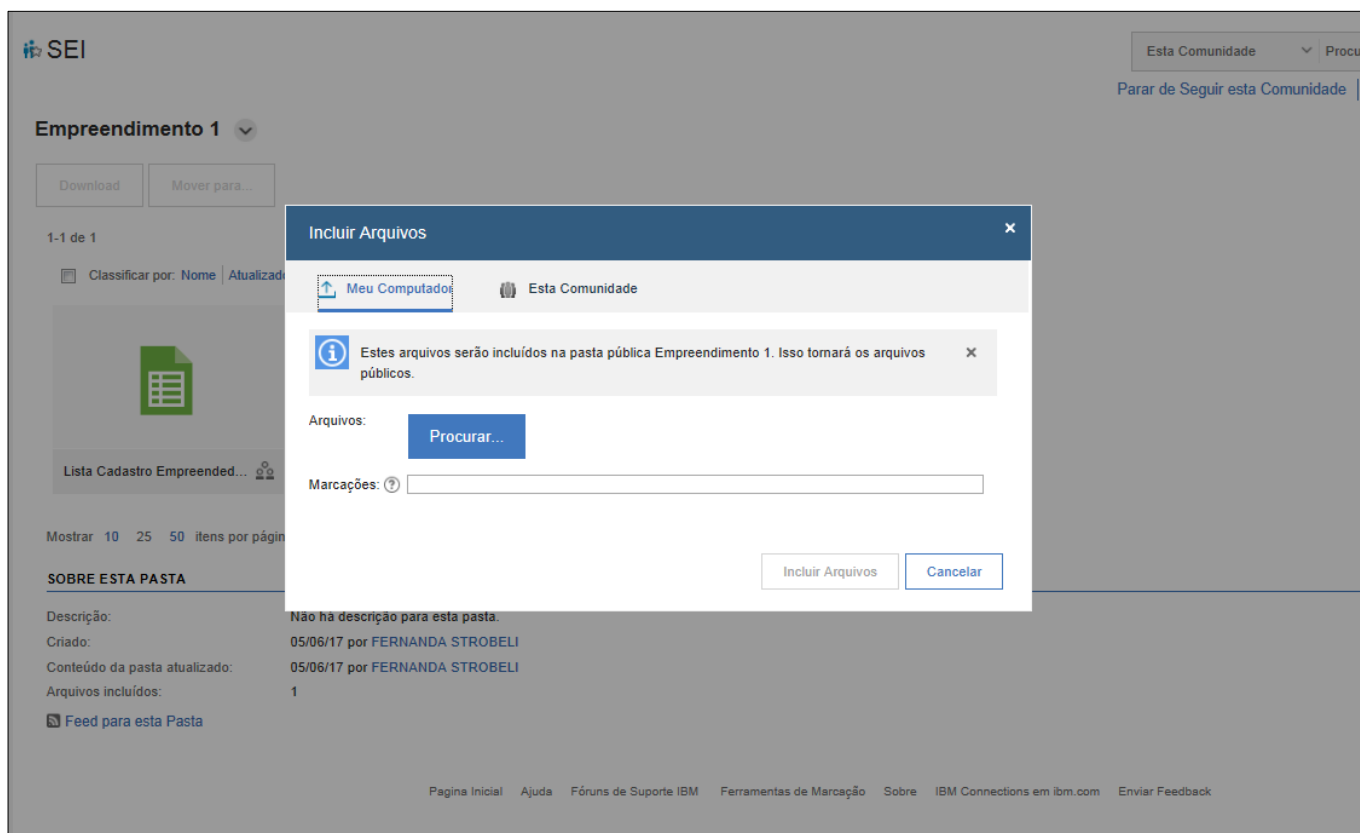 SEI
Esta Comunidade
Procu
Parar de Seguir esta Comunidade
Empreendimento 1
Download
Mover para...
1-1 de 1
Classificar por: Nome Atualizado
Lista Cadastro Empreended...
Incluir Arquivos
Meu Computador
Esta Comunidade
Estes arquivos serão incluídos na pasta pública Empreendimento 1. Isso tornará os arquivos
públicos.
Arquivos:
Procurar...
Marcações:
Incluir Arquivos
Cancelar
Mostrar 10 25 50 itens por págin
SOBRE ESTA PASTA
Descrição: Não há descrição para esta pasta.
Criado: 05/06/17 por FERNANDA STROBELI
Conteúdo da pasta atualizado: 05/06/17 por FERNANDA STROBELI
Arquivos incluídos: 1
Feed para esta Pasta
Pagina Inicial Ajuda Fóruns de Suporte IBM Ferramentas de Marcação Sobre IBM Connections em ibm.com Enviar Feedback